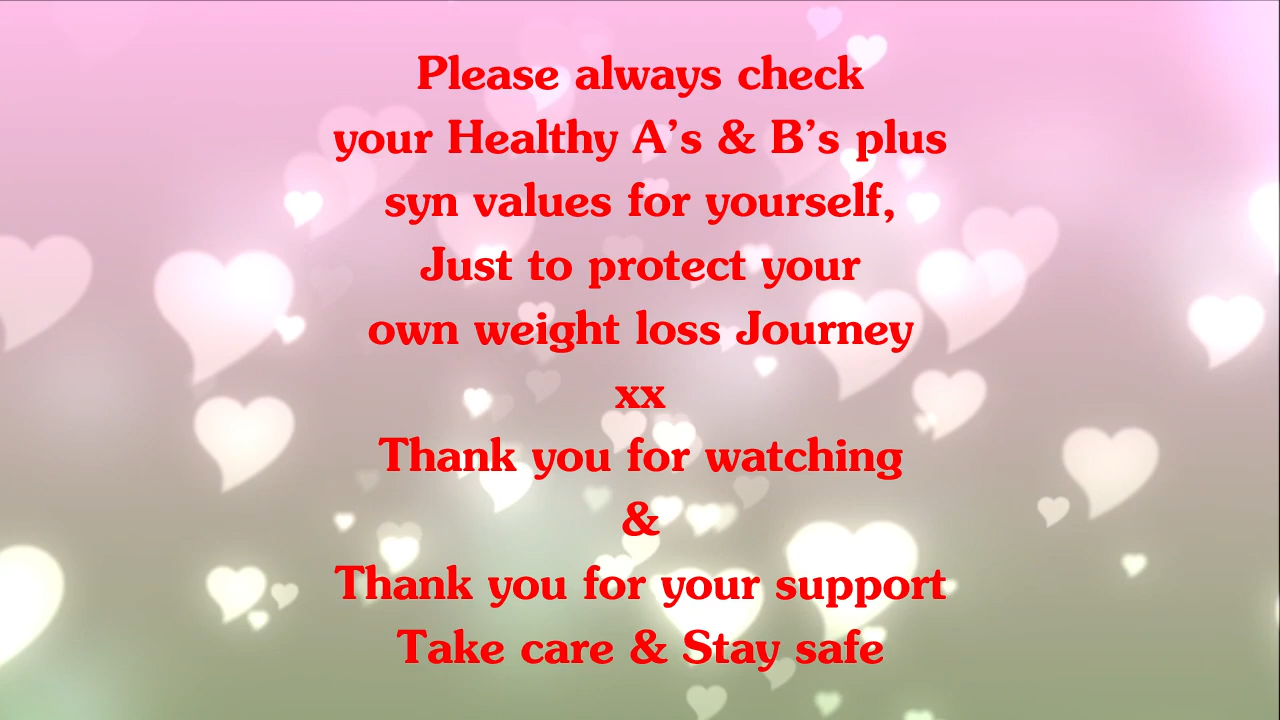 Please always check
your Healthy A’s & B’s plus
syn values for yourself,
Just to protect your
own weight loss Journey
xx
Thank you for watching
&
Thank you for your support
Take care & Stay safe